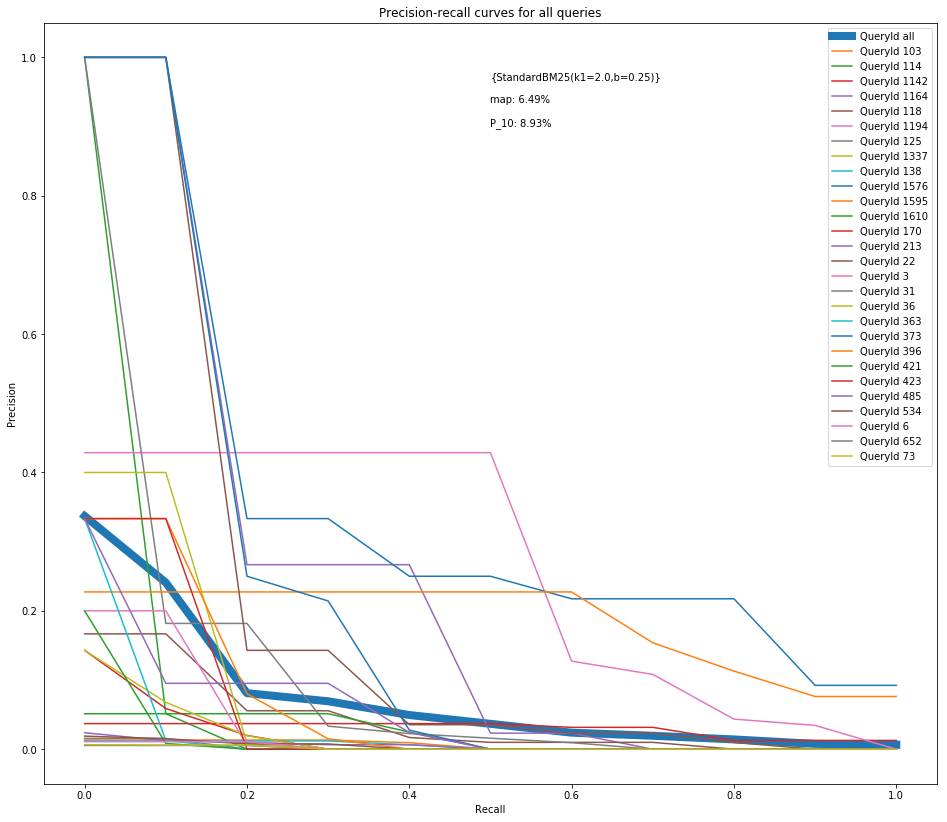 Precision-recall curves for all queries
{StandardBM25(k1=2.0,b=0.25)}
map: 6.49%
P_10: 8.93%
QueryId all
QueryId 103
QueryId 114
QueryId 1142
QueryId 1164
QueryId 118
QueryId 1194
QueryId 125
QueryId 1337
QueryId 138
QueryId 1576
QueryId 1595
QueryId 1610
QueryId 170
QueryId 213
QueryId 22
QueryId 3
QueryId 31
QueryId 36
QueryId 363
QueryId 373
QueryId 396
QueryId 421
QueryId 423
QueryId 485
QueryId 534
QueryId 6
QueryId 652
QueryId 73
Precision
1.0
0.8
0.6
0.4
0.2
0.0
0.0 0.2 0.4 0.6 0.8 1.0
Recall